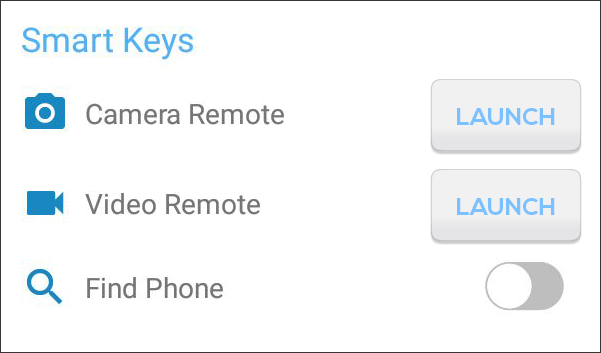 Smart Keys
Camera Remote LAUNCH
Video Remote LAUNCH
Find Phone